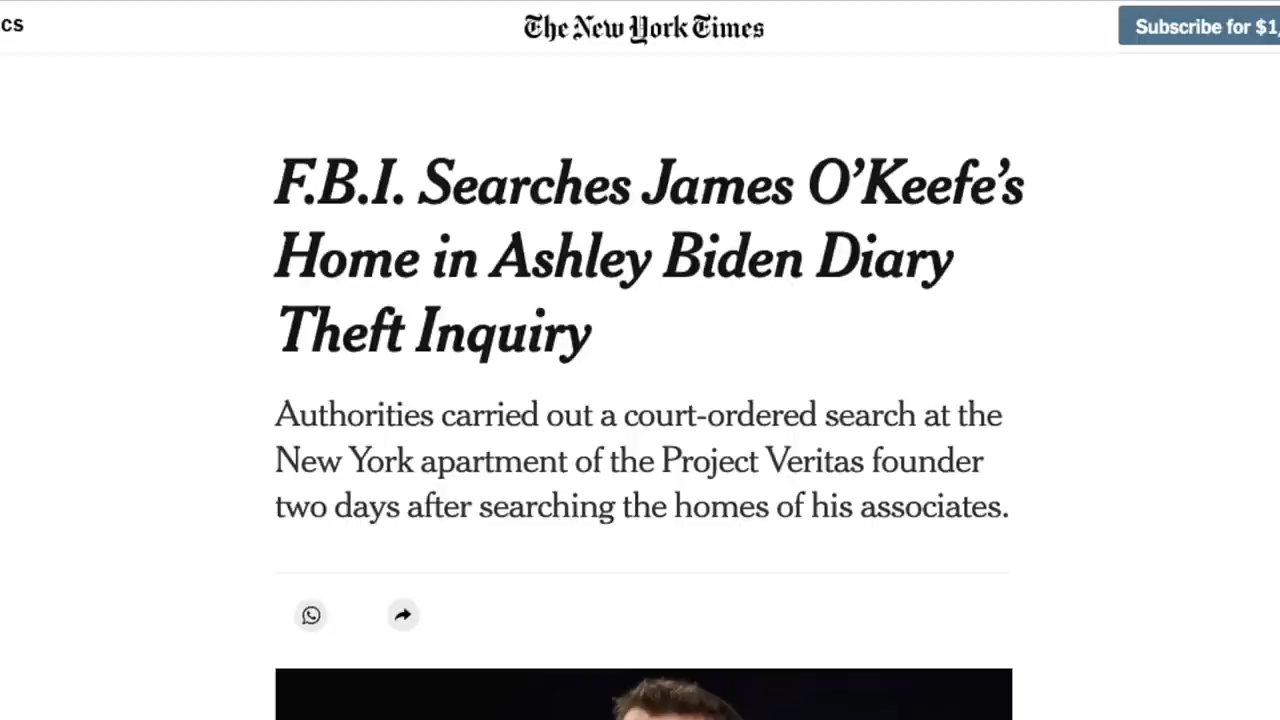 cs
The New York Times
Subscribe for $1,
F.B.I. Searches James O’Keefe’s
Home in Ashley Biden Diary
Theft Inquiry
Authorities carried out a court-ordered search at the
New York apartment of the Project Veritas founder
two days after searching the homes of his associates.